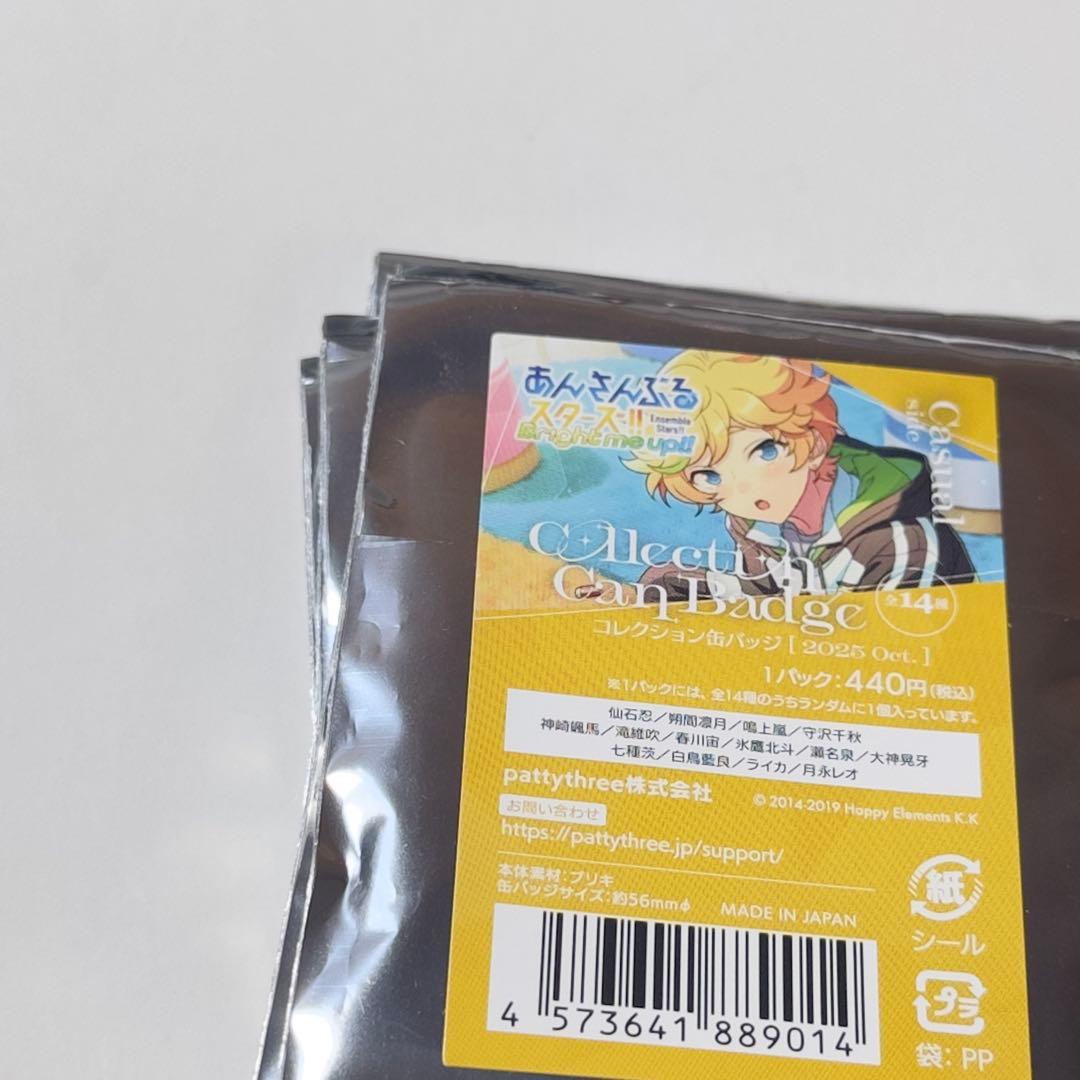 あんさんぶる
スターズ!!
Ensemble
Stars!!
Bright me up!!
Casual
side
Collection
Can Badge
全14種
コレクション缶バッジ [ 2025 Oct. ]
1パック:440円(税込)
※1パックには、全14種のうちランダムに1個入っています。
仙石忍/朔間凛月/鳴上嵐/守沢千秋
神崎颯馬/滝維吹/春川宙/氷鷹北斗/瀬名泉/大神晃牙
七種茨/白鳥藍良/ライカ/月永レオ
pattythree株式会社
© 2014-2019 Happy Elements K.K
お問い合わせ
https://pattythree.jp/support/
本体素材:ブリキ
缶バッジサイズ:約56mmφ
MADE IN JAPAN
紙
シール
プラ
袋: PP
4 573641 889014